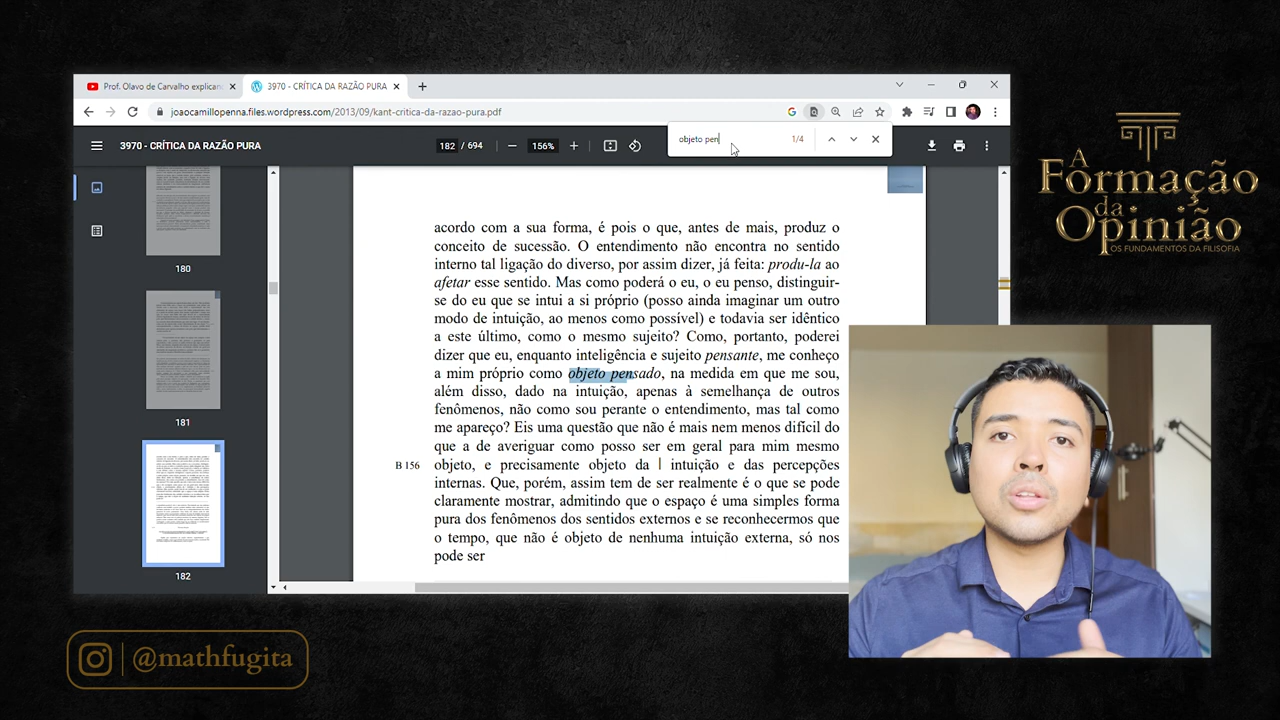 Prof. Olavo de Carvalho explican
3970 - CRÍTICA DA RAZÃO PURA
joaocamillopenna.files.wordpress.com/2013/09/kant-critica-da-razao-pura.pdf
3970 - CRÍTICA DA RAZÃO PURA
182 / 694
156%
objeto pen
1/4
180
181
182
acordo com a sua forma, é pois o que, antes de mais, produz o
conceito de sucessão. O entendimento não encontra no sentido
interno tal ligação do diverso, por assim dizer, já feita: produ-la ao
afetar esse sentido. Mas como poderá o eu, o eu penso, distinguir-
se do eu que se intui a si próprio (posso ainda imaginar um outro
modo de intuição, ao menos como possível) e todavia ser idêntico
a este último, como o mesmo sujeito? Como, portanto, poderei
dizer que eu, enquanto inteligência e sujeito pensante, me conheço
a mim próprio como objeto pensado, na medida em que me sou,
além disso, dado na intuição, apenas à semelhança de outros
fenômenos, não como sou perante o entendimento, mas tal como
me apareço? Eis uma questão que não é mais nem menos difícil do
que a de averiguar como posso ser em geral para mim mesmo
B 156 objeto e precisamente objeto da | intuição e das percepções
internas. Que, porém, assim tem de ser realmente é o que se pode
claramente mostrar, admitindo que o espaço é uma simples forma
pura dos fenômenos dos sentidos externos e se reconhecermos que
o tempo, que não é objeto de nenhuma intuição externa, só nos
pode ser
A
Formação
da
Opinião
OS FUNDAMENTOS DA FILISOFIA
@mathfugita